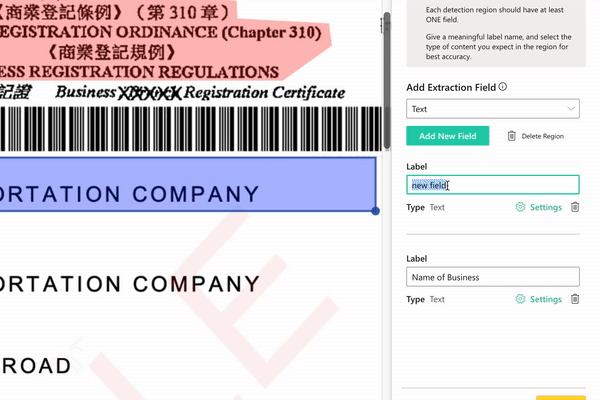 《商業登記條例》（第 310 章）
EGISTRATION ORDINANCE (Chapter 310)
《商業登記規例》
ESS REGISTRATION REGULATIONS
記證 Business XXXXXX Registration Certificate
ORTATION COMPANY
ORTATION COMPANY
ROAD
Each detection region should have at least
ONE field.
Give a meaningful label name, and select the
type of content you expect in the region for
best accuracy.
Add Extraction Field
Text
Add New Field
Delete Region
Label
new field
Type Text
Settings
Label
Name of Business
Type Text
Settings